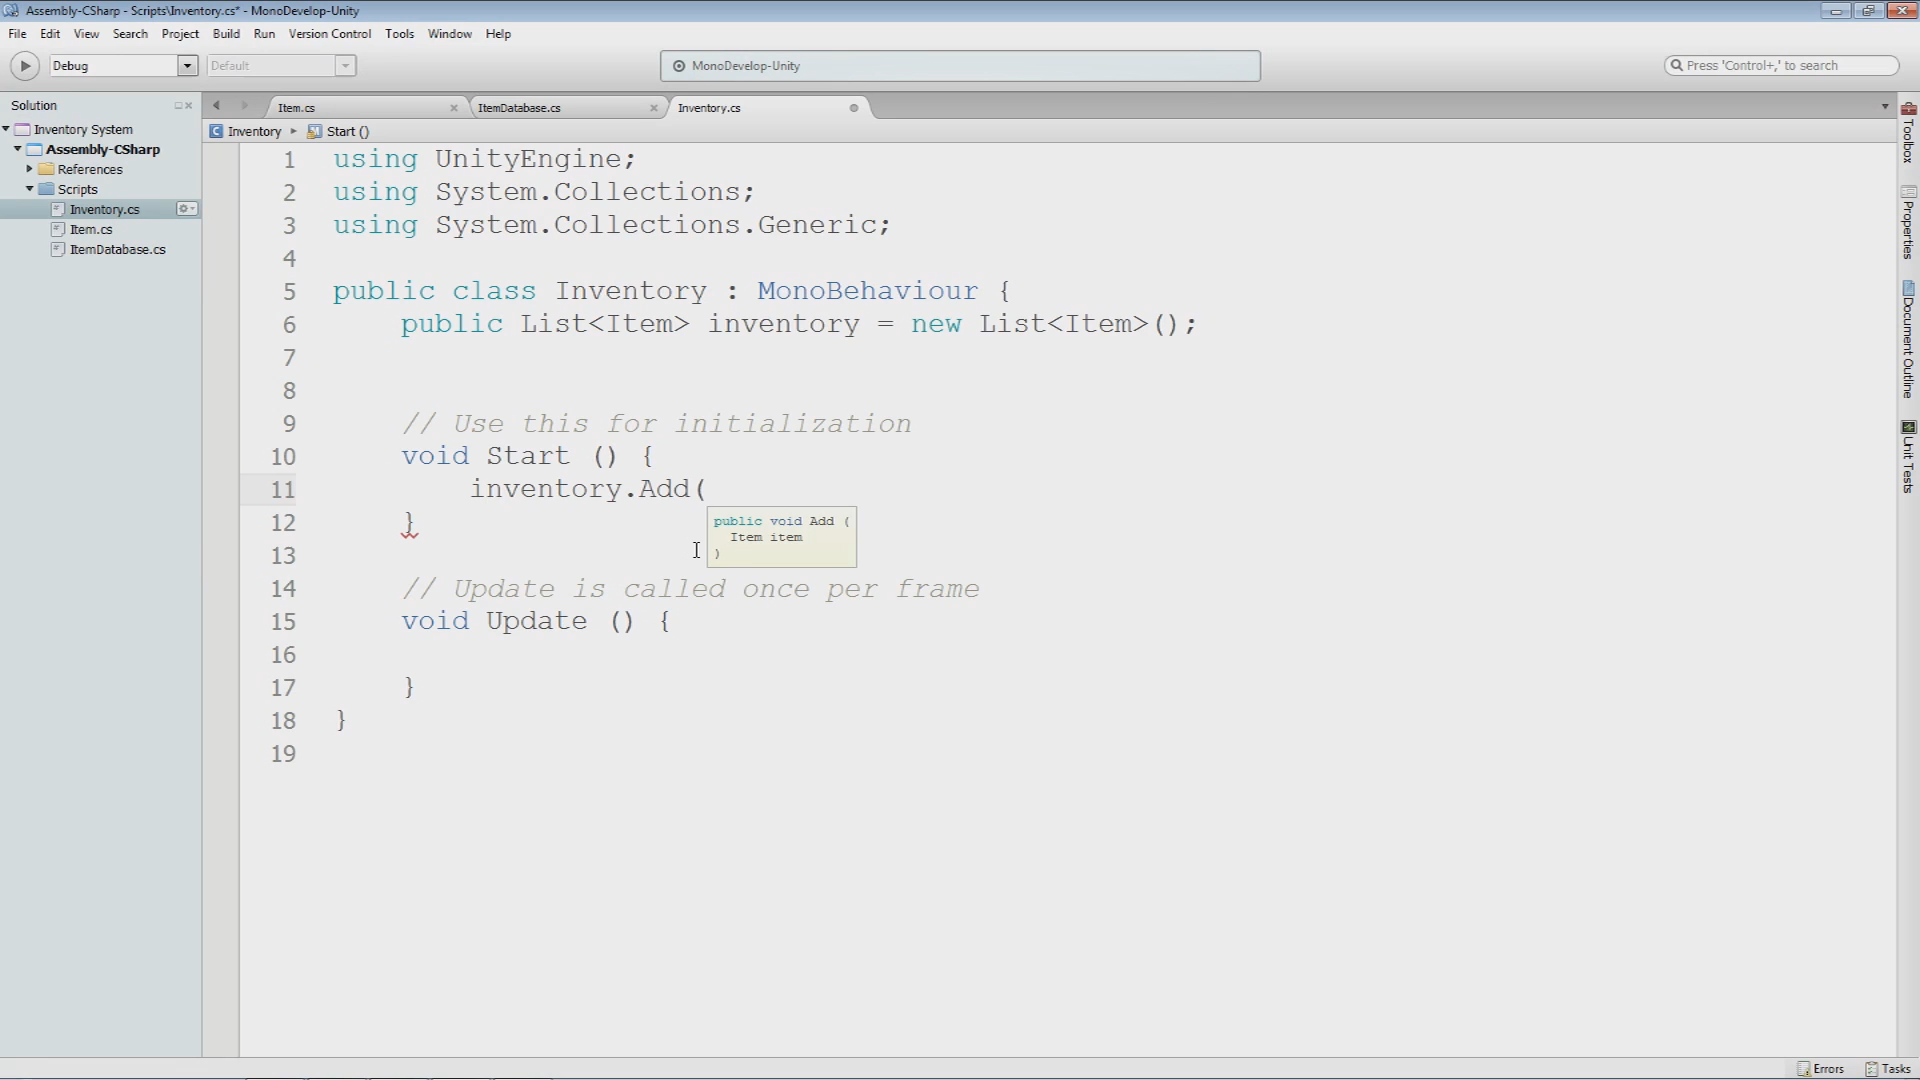 Assembly-CSharp - Scripts\Inventory.cs* - MonoDevelop-Unity
File Edit View Search Project Build Run Version Control Tools Window Help
Debug Default MonoDevelop-Unity Press 'Control+,' to search
Solution
Inventory System
Assembly-CSharp
References
Scripts
Inventory.cs
Item.cs
ItemDatabase.cs
Item.cs ItemDatabase.cs Inventory.cs
Inventory Start ()
1 using UnityEngine;
2 using System.Collections;
3 using System.Collections.Generic;
4
5 public class Inventory : MonoBehaviour {
6 public List<Item> inventory = new List<Item>();
7
8
9 // Use this for initialization
10 void Start () {
11 inventory.Add(
12 }
13
14 // Update is called once per frame
15 void Update () {
16
17 }
18 }
19
public void Add (
Item item
)
Toolbox
Properties
Document Outline
Unit Tests
Errors Tasks